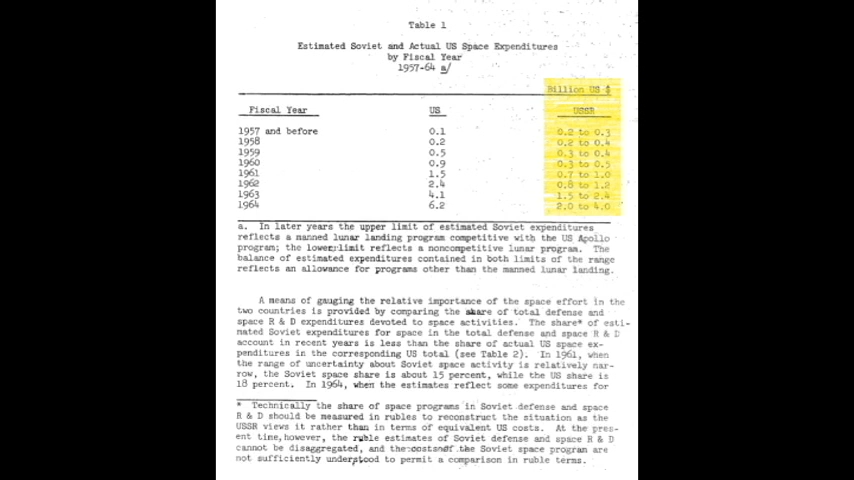 Table 1
Estimated Soviet and Actual US Space Expenditures
by Fiscal Year
1957-64 a/
Billion US $
Fiscal Year US USSR
1957 and before 0.1 0.2 to 0.3
1958 0.2 0.2 to 0.4
1959 0.5 0.3 to 0.4
1960 0.9 0.3 to 0.5
1961 1.5 0.7 to 1.0
1962 2.4 0.8 to 1.2
1963 4.1 1.5 to 2.4
1964 6.2 2.0 to 4.0
a. In later years the upper limit of estimated Soviet expenditures
reflects a manned lunar landing program competitive with the US Apollo
program; the lower limit reflects a noncompetitive lunar program. The
balance of estimated expenditures contained in both limits of the range
reflects an allowance for programs other than the manned lunar landing.
A means of gauging the relative importance of the space effort in the
two countries is provided by comparing the share of total defense and
space R & D expenditures devoted to space activities. The share* of esti-
mated Soviet expenditures for space in the total defense and space R & D
account in recent years is less than the share of actual US space ex-
penditures in the corresponding US total (see Table 2). In 1961, when
the range of uncertainty about Soviet space activity is relatively nar-
row, the Soviet space share is about 15 percent, while the US share is
18 percent. In 1964, when the estimates reflect some expenditures for
* Technically the share of space programs in Soviet defense and space
R & D should be measured in rubles to reconstruct the situation as the
USSR views it rather than in terms of equivalent US costs. At the pres-
ent time, however, the ruble estimates of Soviet defense and space R & D
cannot be disaggregated, and the costs of the Soviet space program are
not sufficiently understood to permit a comparison in ruble terms.